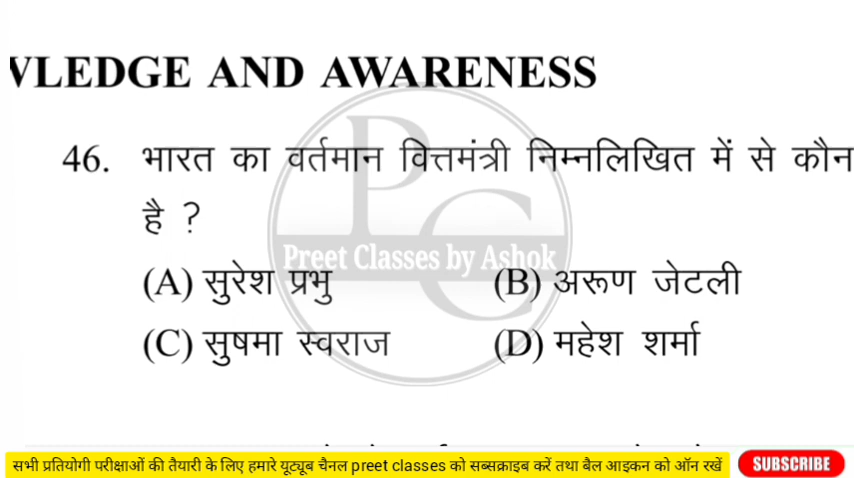 VLEDGE AND AWARENESS
46. भारत का वर्तमान वित्तमंत्री निम्नलिखित में से कौन
है ?
Preet Classes by Ashok
(A) सुरेश प्रभु (B) अरूण जेटली
(C) सुषमा स्वराज (D) महेश शर्मा
सभी प्रतियोगी परीक्षाओं की तैयारी के लिए हमारे यूट्यूब चैनल preet classes को सब्सक्राइब करें तथा बैल आइकन को ऑन रखें SUBSCRIBE